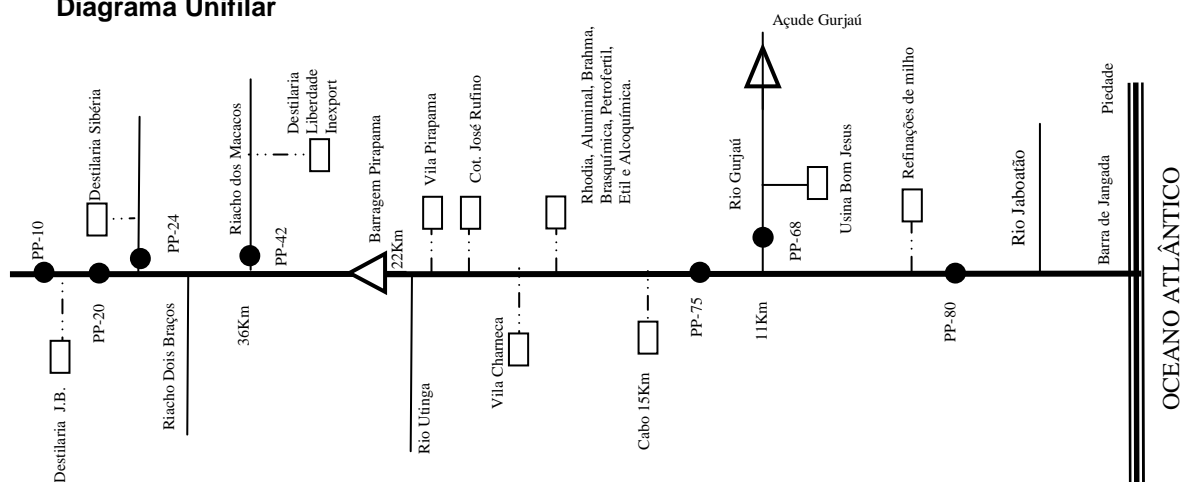 Diagrama Unifilar
PP-10
Destilaria J.B.
PP-20
Destilaria Sibéria
PP-24
Riacho Dois Braços
Riacho dos Macacos
PP-42
36Km
Destilaria
Liberdade
Inexport
Barragem Pirapama
22Km
Rio Utinga
Vila Pirapama
Cot. José Rufino
Vila Charneca
Rhodia, Aluminal, Brahma,
Brasquímica, Petrofertil,
Etil e Alcoquímica.
Cabo 15Km
PP-75
Açude Gurjaú
Rio Gurjaú
PP-68
11Km
Usina Bom Jesus
Refinações de milho
PP-80
Rio Jaboatão
Barra de Jangada
Piedade
OCEANO ATLÂNTICO